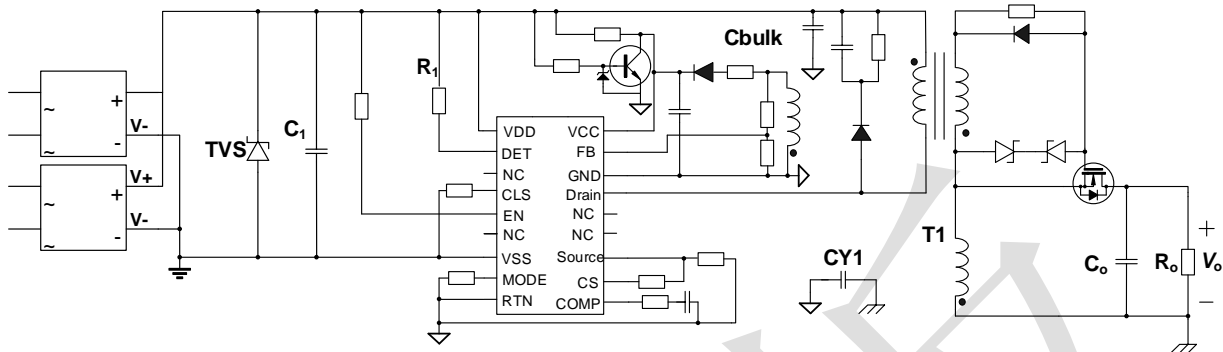 ~
~
+
-
V-
~
~
V+
+
V-
-
TVS
C1
R1
VDD
DET
NC
CLS
EN
NC
VSS
MODE
RTN
VCC
FB
GND
Drain
NC
NC
Source
CS
COMP
Cbulk
CY1
T1
Co
Ro
+
Vo
−